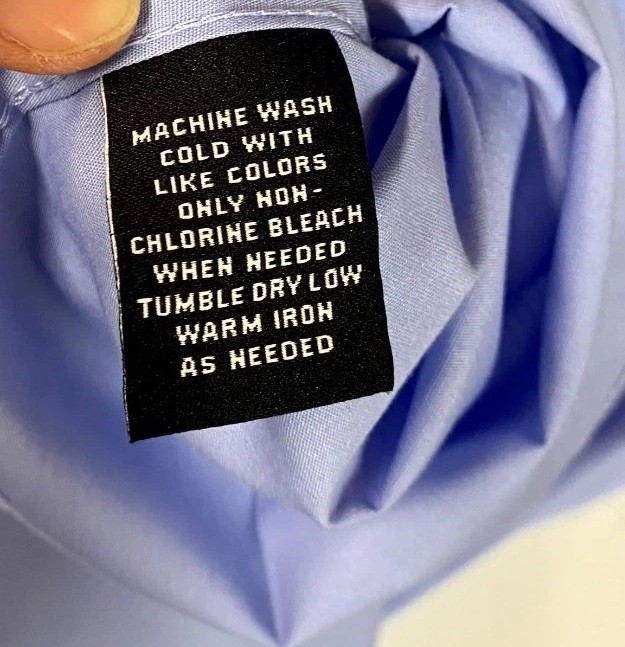 MACHINE WASH
COLD WITH
LIKE COLORS
ONLY NON-
CHLORINE BLEACH
WHEN NEEDED
TUMBLE DRY LOW
WARM IRON
AS NEEDED